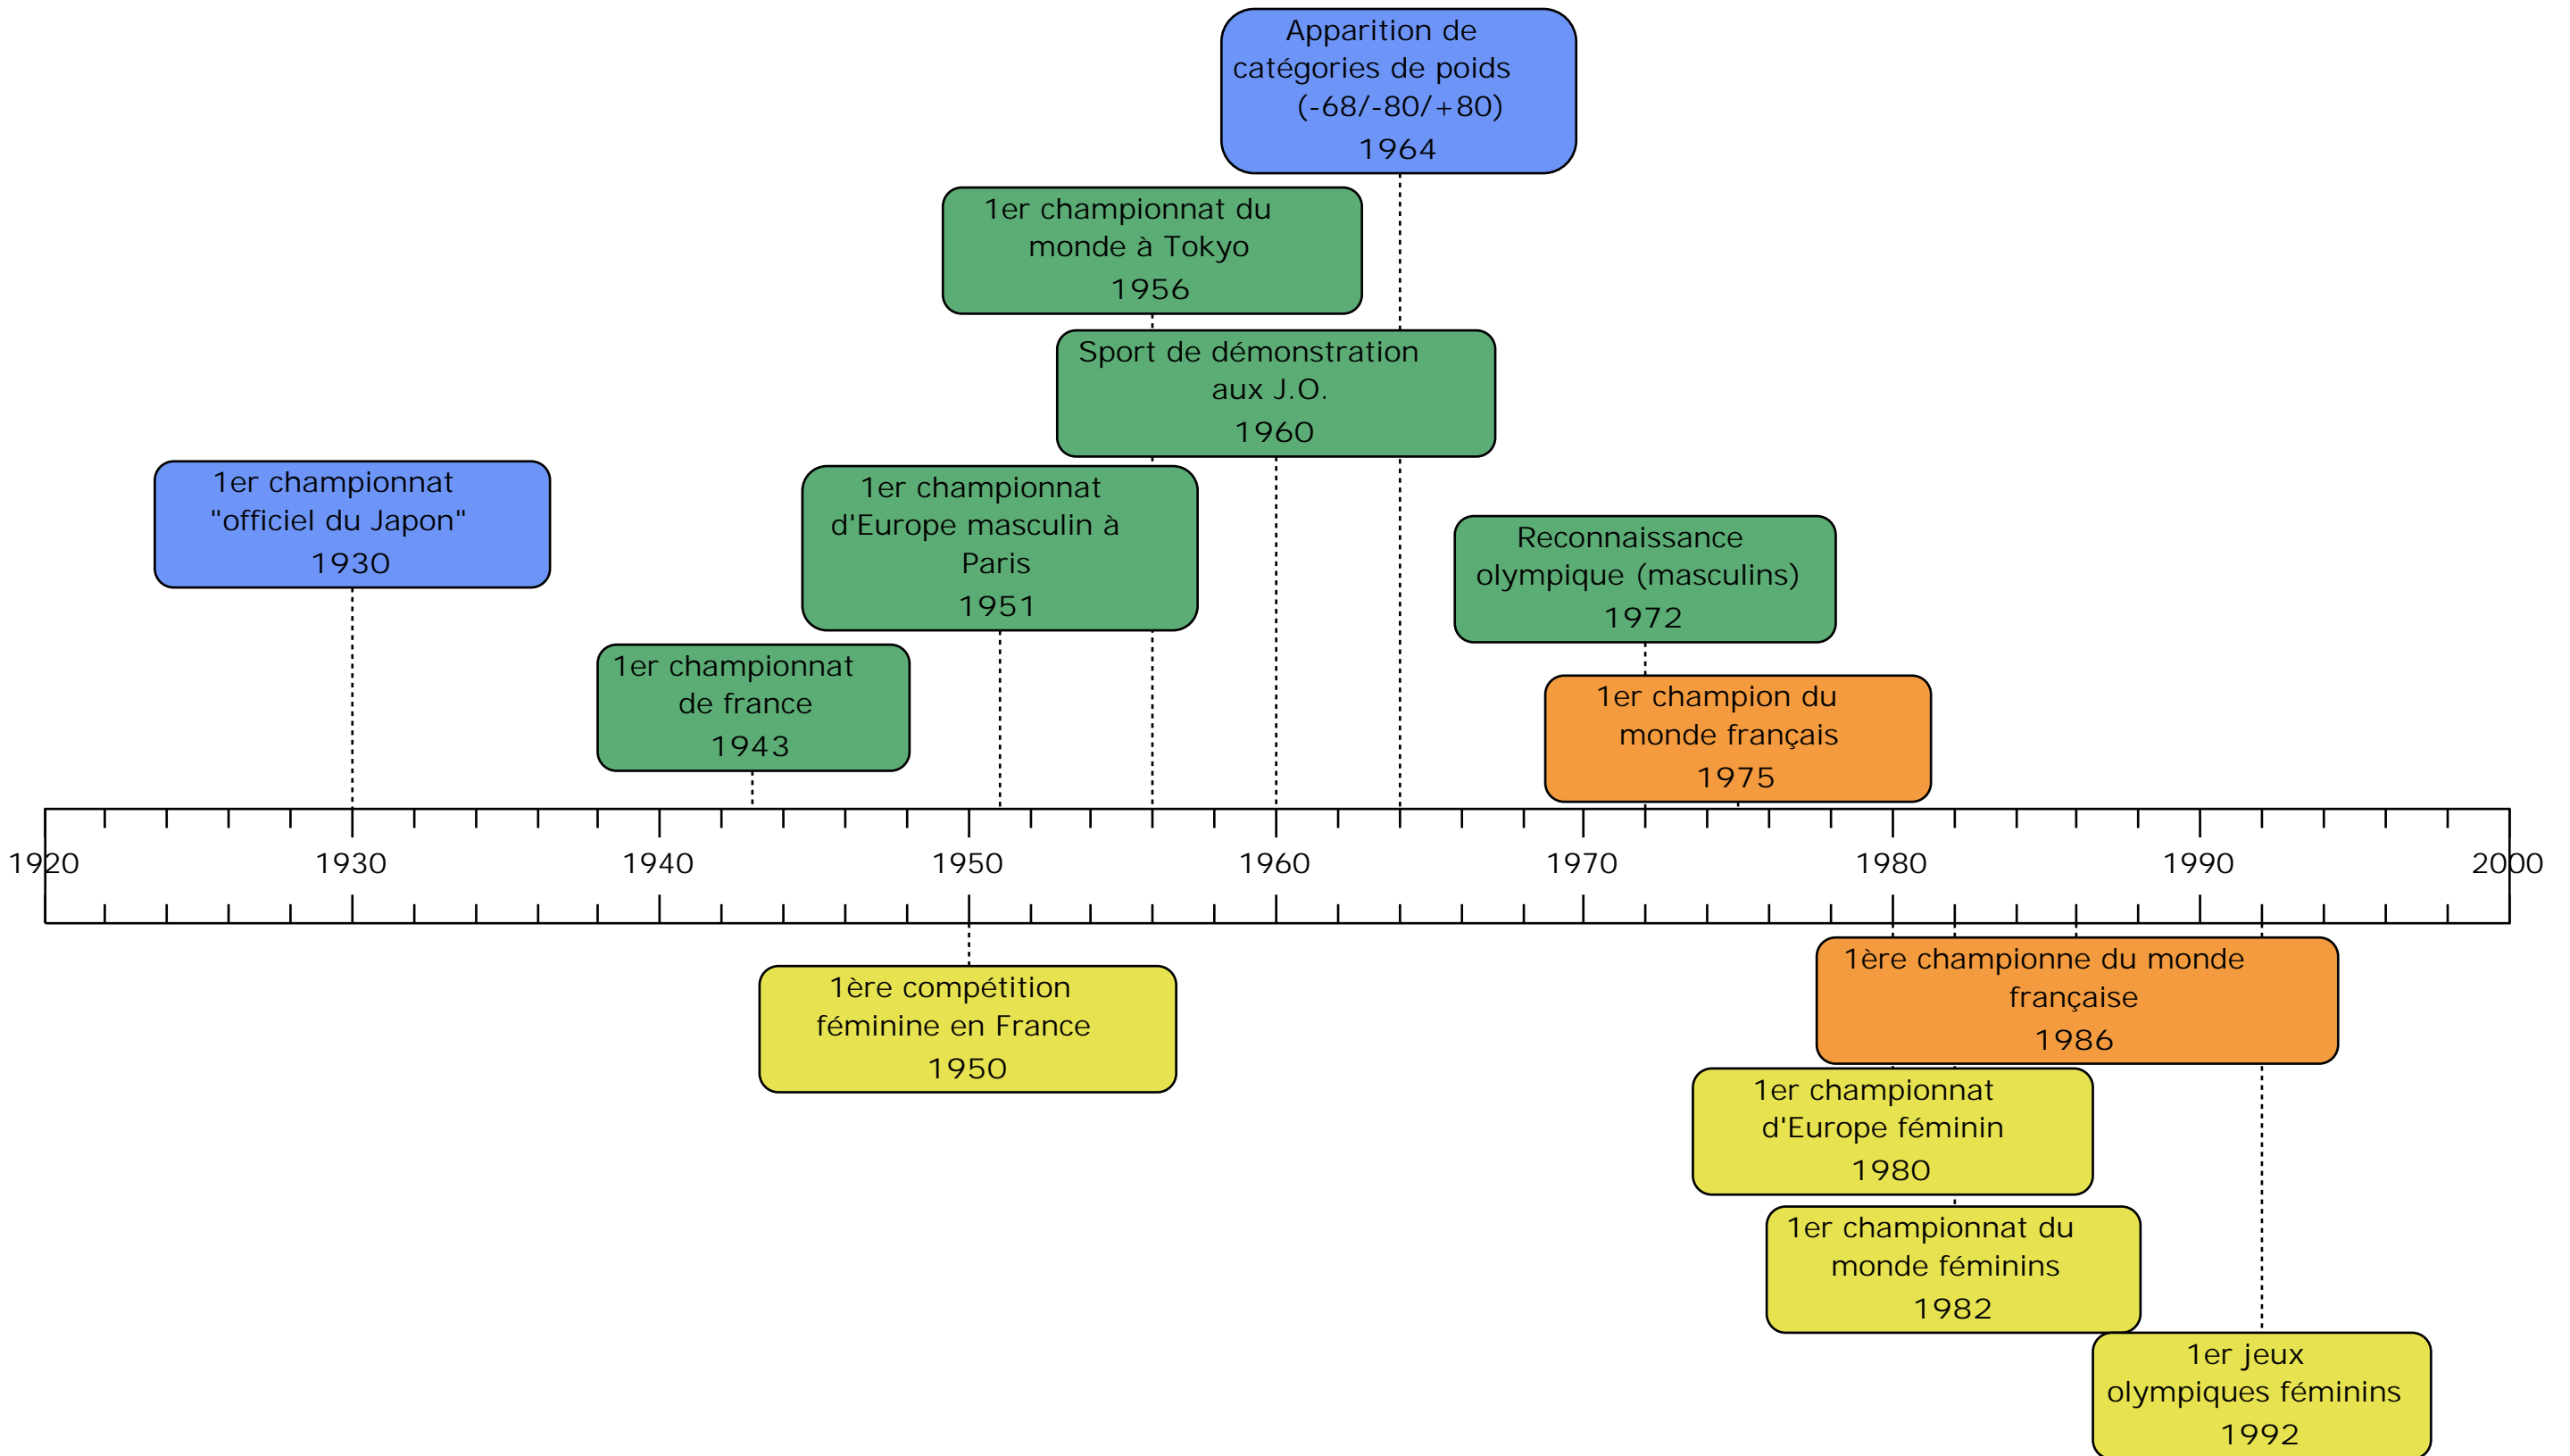 Apparition de
catégories de poids
(-68/-80/+80)
1964
1er championnat du
monde à Tokyo
1956
Sport de démonstration
aux J.O.
1960
1er championnat
"officiel du Japon"
1930
1er championnat
d'Europe masculin à
Paris
1951
Reconnaissance
olympique (masculins)
1972
1er championnat
de france
1943
1er champion du
monde français
1975
1920 1930 1940 1950 1960 1970 1980 1990 2000
1ère compétition
féminine en France
1950
1ère championne du monde
française
1986
1er championnat
d'Europe féminin
1980
1er championnat du
monde féminins
1982
1er jeux
olympiques féminins
1992